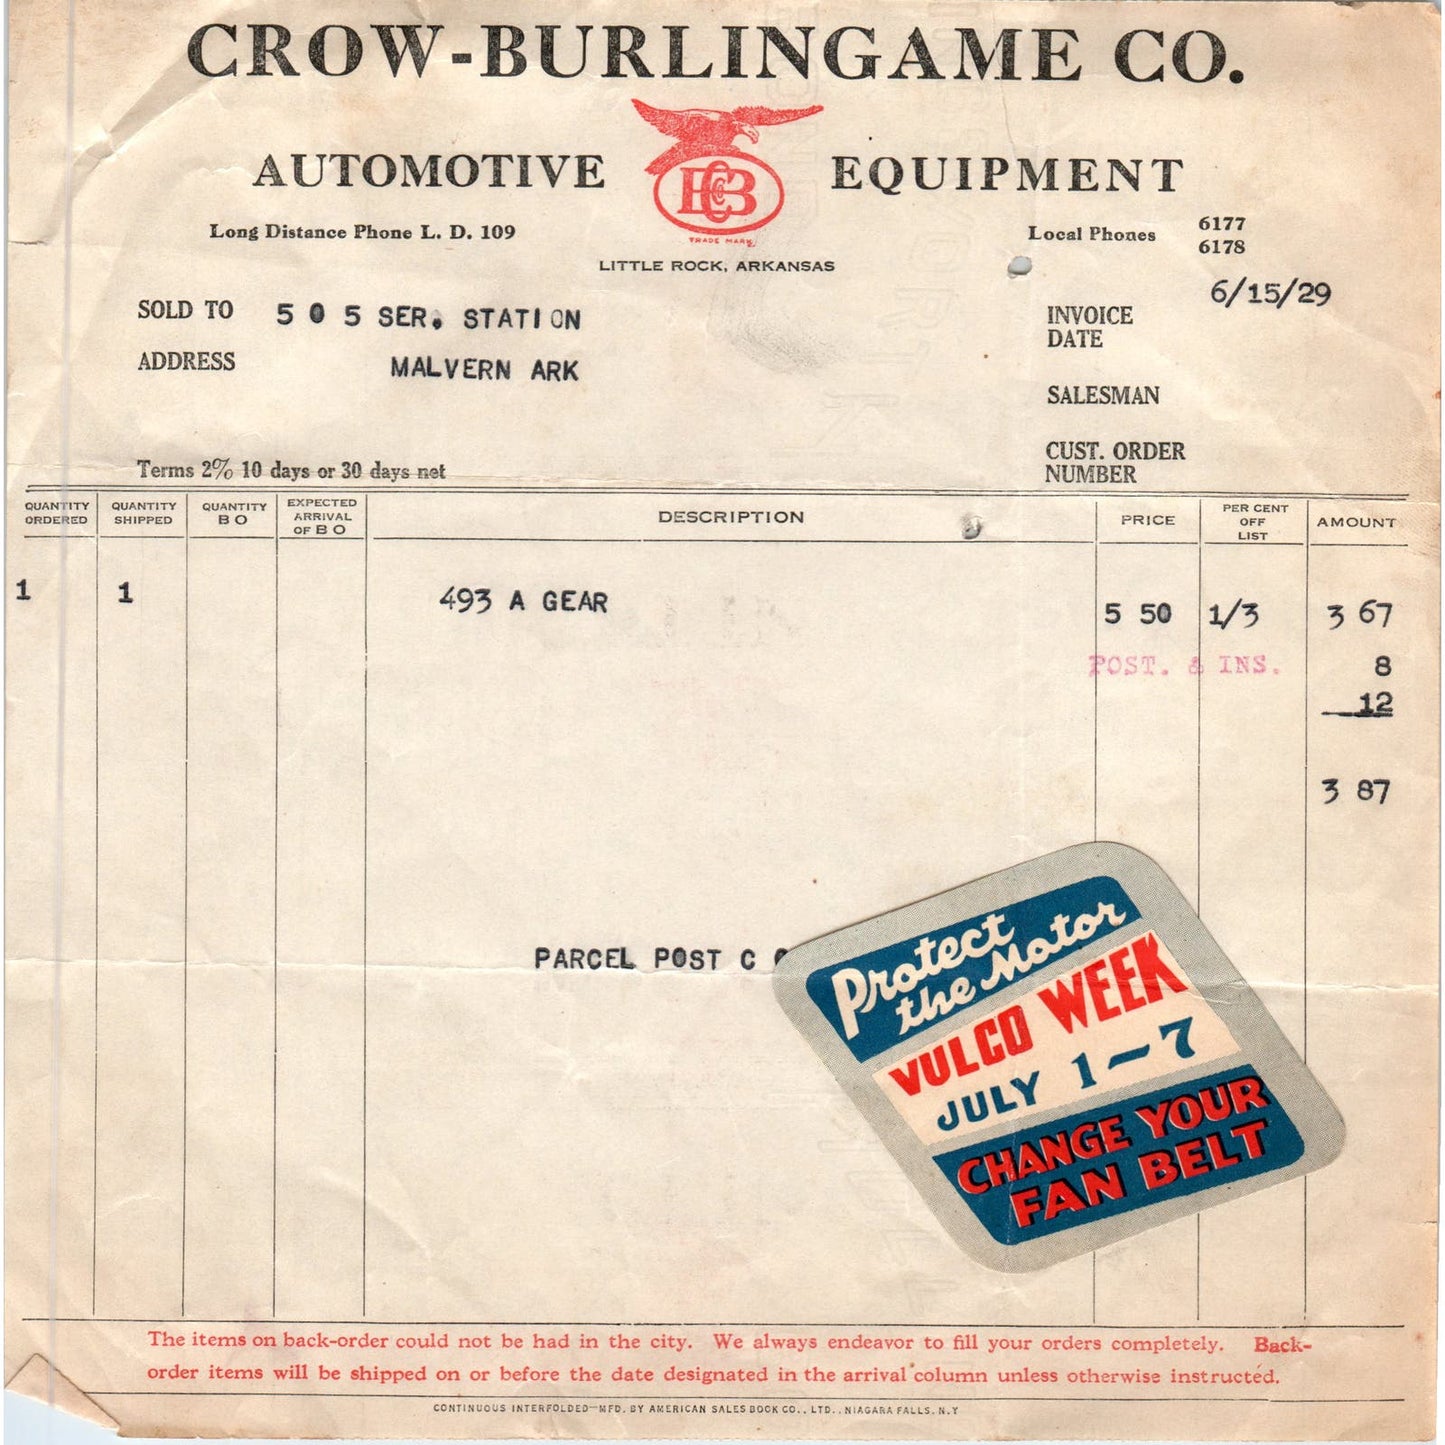 CROW-BURLINGAME CO.
AUTOMOTIVE EQUIPMENT
CBC
TRADE MARK
Long Distance Phone L. D. 109
Local Phones 6177
6178
LITTLE ROCK, ARKANSAS
SOLD TO 5 0 5 SER. STATION
ADDRESS MALVERN ARK
INVOICE DATE 6/15/29
SALESMAN
CUST. ORDER
NUMBER
Terms 2% 10 days or 30 days net
QUANTITY ORDERED QUANTITY SHIPPED QUANTITY B O EXPECTED ARRIVAL OF B O DESCRIPTION PRICE PER CENT OFF LIST AMOUNT
1 1 493 A GEAR 5 50 1/3 3 67
POST. & INS. 8
12
3 87
PARCEL POST C
Protect
the Motor
VULCO WEEK
JULY 1-7
CHANGE YOUR
FAN BELT
The items on back-order could not be had in the city. We always endeavor to fill your orders completely. Back-
order items will be shipped on or before the date designated in the arrival column unless otherwise instructed.
CONTINUOUS INTERFOLDED—MFD. BY AMERICAN SALES BOOK CO., LTD., NIAGARA FALLS, N.Y